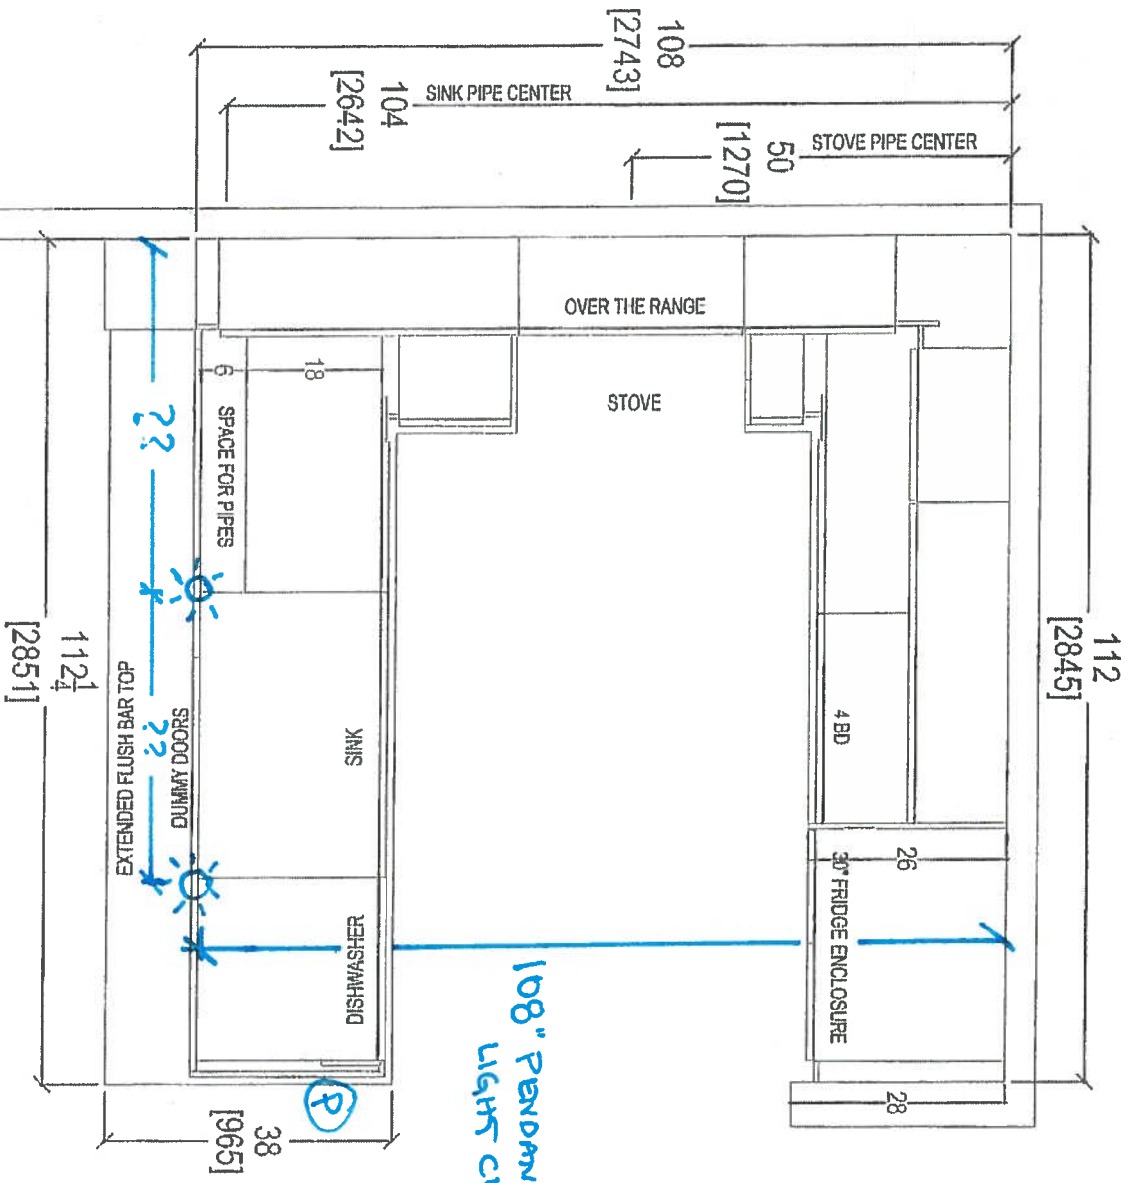 108
[2743]
104
[2642]
SINK PIPE CENTER
50
[1270]
STOVE PIPE CENTER
112
[2845]
OVER THE RANGE
STOVE
18
6
SPACE FOR PIPES
??
??
EXTENDED FLUSH BAR TOP
DUMMY DOORS
SINK
DISHWASHER
4 BD
26
30" FRIDGE ENCLOSURE
28
108" PENDAN
LIGHT
P
38
[965]
112 1/4
[2851]